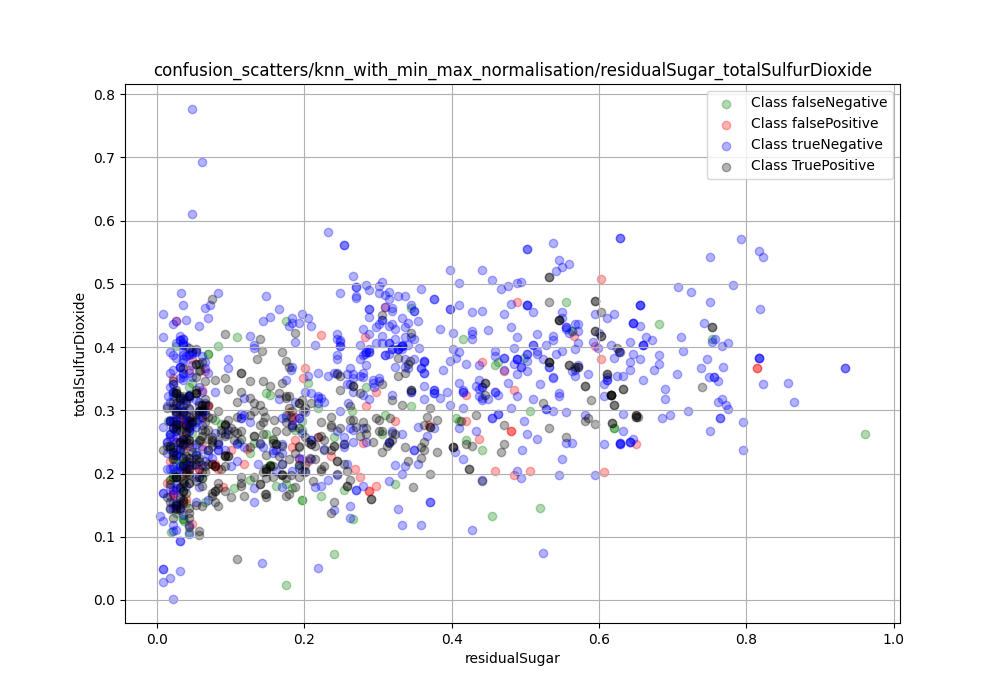 confusion_scatters/knn_with_min_max_normalisation/residualSugar_totalSulfurDioxide
Class falseNegative
Class falsePositive
Class trueNegative
Class TruePositive
0.8
0.7
0.6
0.5
0.4
0.3
0.2
0.1
0.0
totalSulfurDioxide
0.0 0.2 0.4 0.6 0.8 1.0
residualSugar